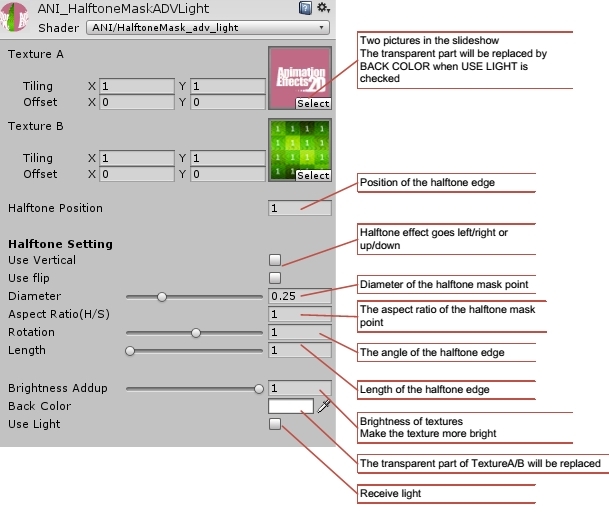 ANI_HalftoneMaskADVLight
Shader ANI/HalftoneMask_adv_light
Texture A
Tiling X 1 Y 1
Offset X 0 Y 0
Animation
Effects 2D
Select
Two pictures in the slideshow
The transparent part will be replaced by
BACK COLOR when USE LIGHT is
checked
Texture B
Tiling X 1 Y 1
Offset X 0 Y 0
1 1 1 1
Select
Position of the halftone edge
Halftone Position 1
Halftone effect goes left/right or
up/down
Halftone Setting
Use Vertical
Use flip
Diameter 0.25
Diameter of the halftone mask point
Aspect Ratio(H/S) 1
The aspect ratio of the halftone mask
point
Rotation 1
The angle of the halftone edge
Length 1
Length of the halftone edge
Brightness Addup 1
Brightness of textures
Make the texture more bright
Back Color
The transparent part of TextureA/B will be replaced
Use Light
Receive light